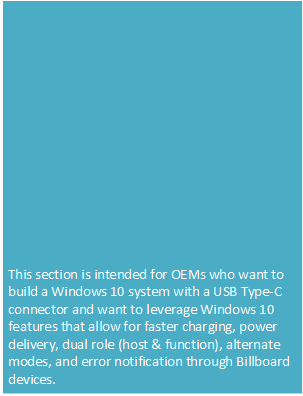 This section is intended for OEMs who want to
build a Windows 10 system with a USB Type-C
connector and want to leverage Windows 10
features that allow for faster charging, power
delivery, dual role (host & function), alternate
modes, and error notification through Billboard
devices.